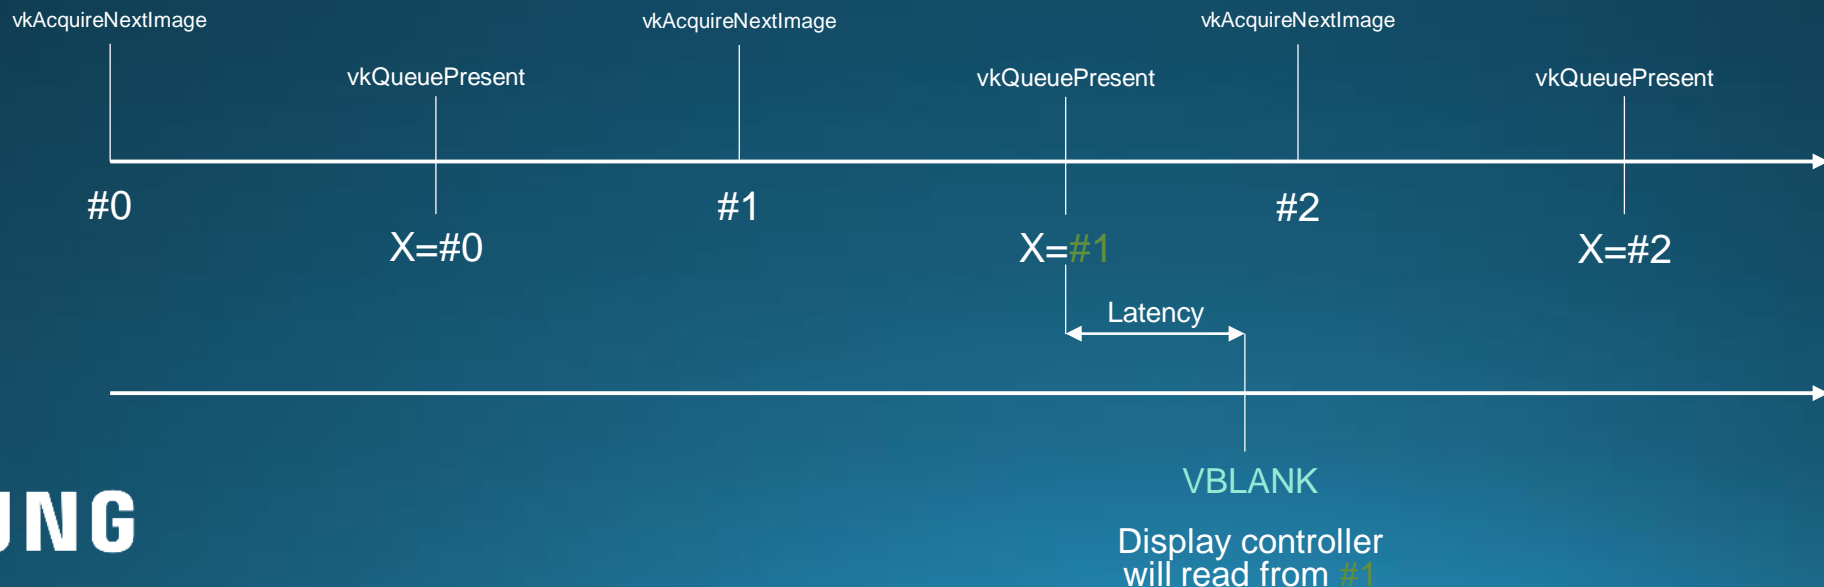 vkAcquireNextImage
vkAcquireNextImage
vkAcquireNextImage
vkQueuePresent
vkQueuePresent
vkQueuePresent
#0
#1
#2
X=#0
X=#1
X=#2
Latency
VBLANK
UNG
Display controller
will read from #1